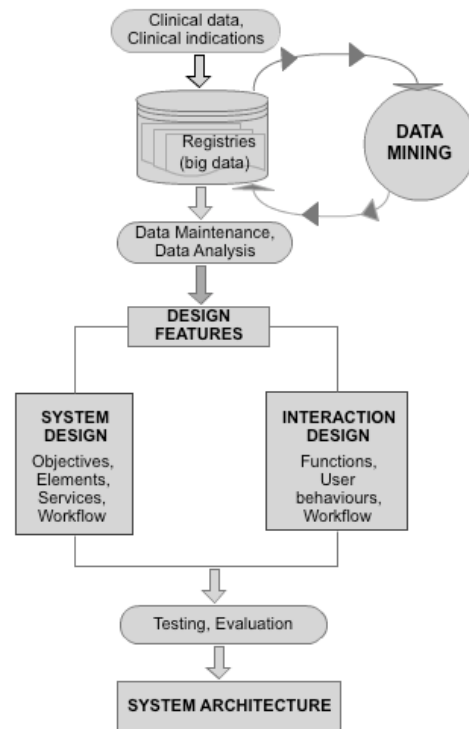 Clinical data,
Clinical indications
Registries
(big data)
DATA
MINING
Data Maintenance,
Data Analysis
DESIGN
FEATURES
SYSTEM
DESIGN
Objectives,
Elements,
Services,
Workflow
INTERACTION
DESIGN
Functions,
User
behaviours,
Workflow
Testing, Evaluation
SYSTEM ARCHITECTURE